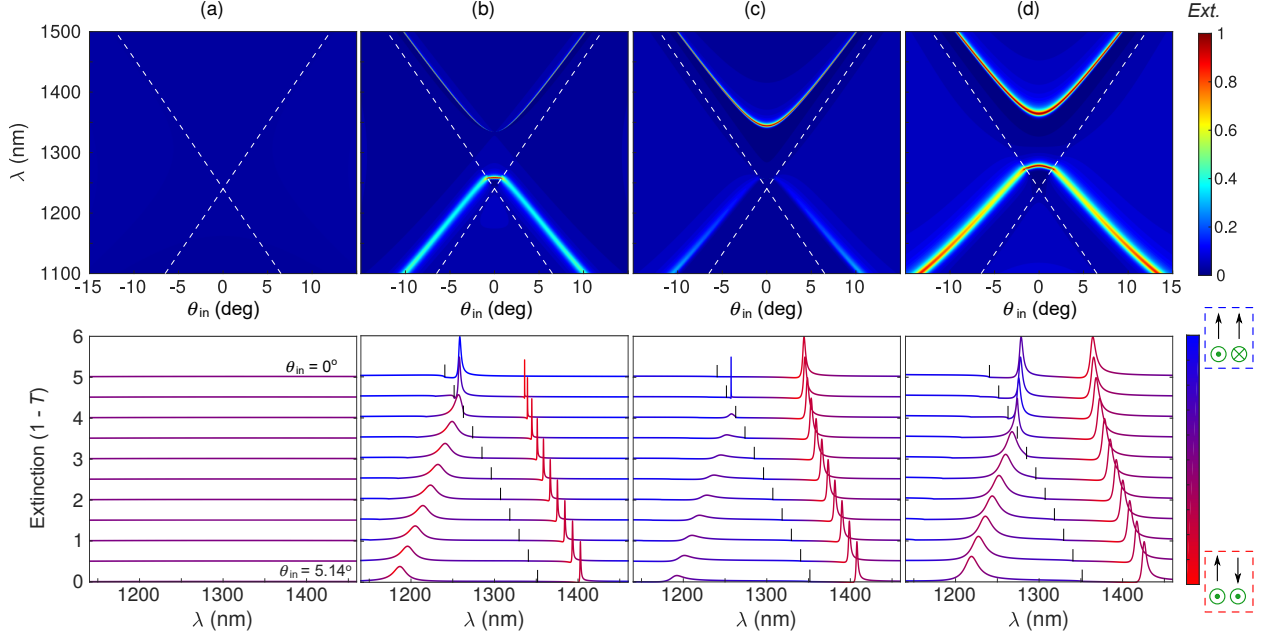 (a) (b) (c) (d) Ext.
1500
1400
1300
1200
1100
λ (nm)
-15 -10 -5 0 5 10
-10 -5 0 5 10
-10 -5 0 5 10
-10 -5 0 5 10 15
θin (deg) θin (deg) θin (deg) θin (deg)
1
0.8
0.6
0.4
0.2
0
6
5
4
3
2
1
0
Extinction (1 - T)
θin = 0º
θin = 5.14º
1200 1300 1400
1200 1300 1400
1200 1300 1400
1200 1300 1400
λ (nm) λ (nm) λ (nm) λ (nm)